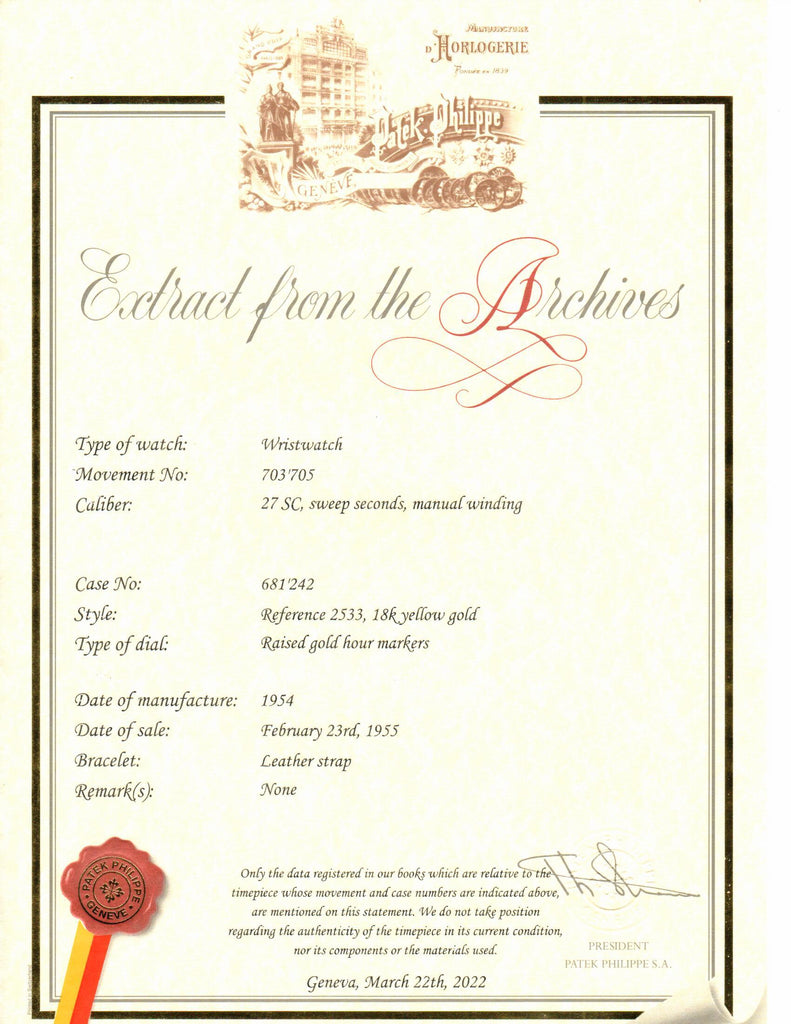 MANUFACTURE
D'HORLOGERIE
FONDÉE EN 1839
Patek Philippe
GENÈVE
Extract from the Archives
Type of watch: Wristwatch
Movement No: 703'705
Caliber: 27 SC, sweep seconds, manual winding
Case No: 681'242
Style: Reference 2533, 18k yellow gold
Type of dial: Raised gold hour markers
Date of manufacture: 1954
Date of sale: February 23rd, 1955
Bracelet: Leather strap
Remark(s): None
PATEK PHILIPPE
GENEVE
Only the data registered in our books which are relative to the
timepiece whose movement and case numbers are indicated above,
are mentioned on this statement. We do not take position
regarding the authenticity of the timepiece in its current condition,
nor its components or the materials used.
Geneva, March 22th, 2022
PRESIDENT
PATEK PHILIPPE S.A.